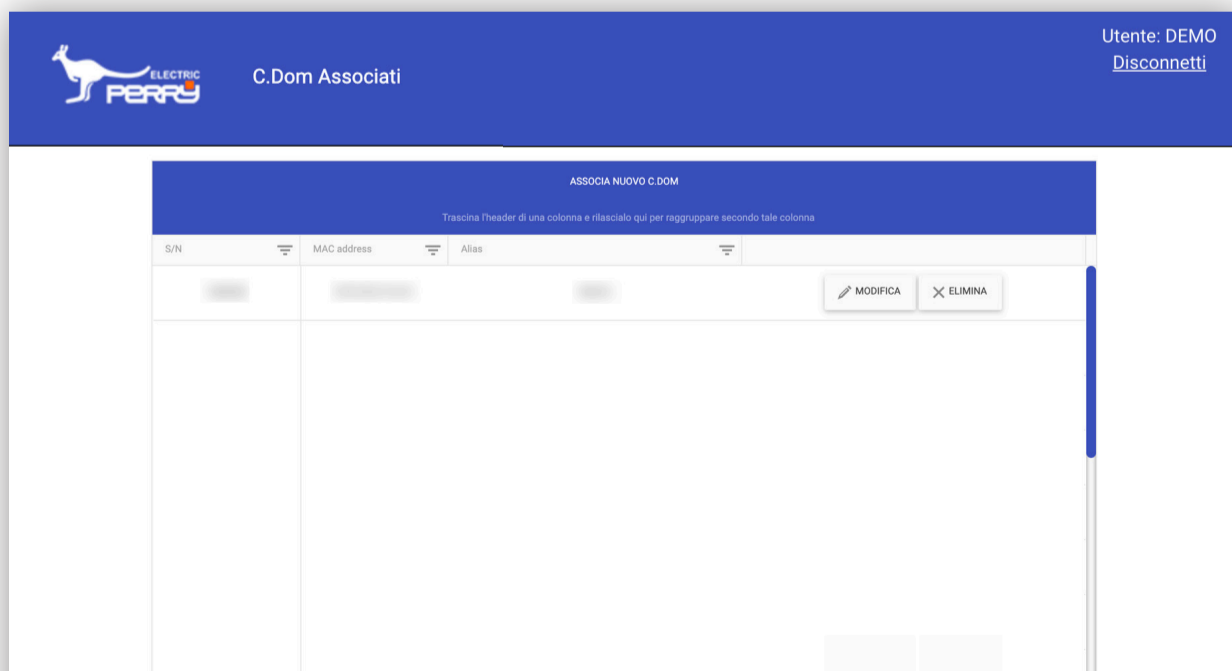 Utente: DEMO
Disconnetti
ELECTRIC
PERRY
C.Dom Associati
ASSOCIA NUOVO C.DOM
Trascina l'header di una colonna e rilascialo qui per raggruppare secondo tale colonna
S/N MAC address Alias
MODIFICA ELIMINA